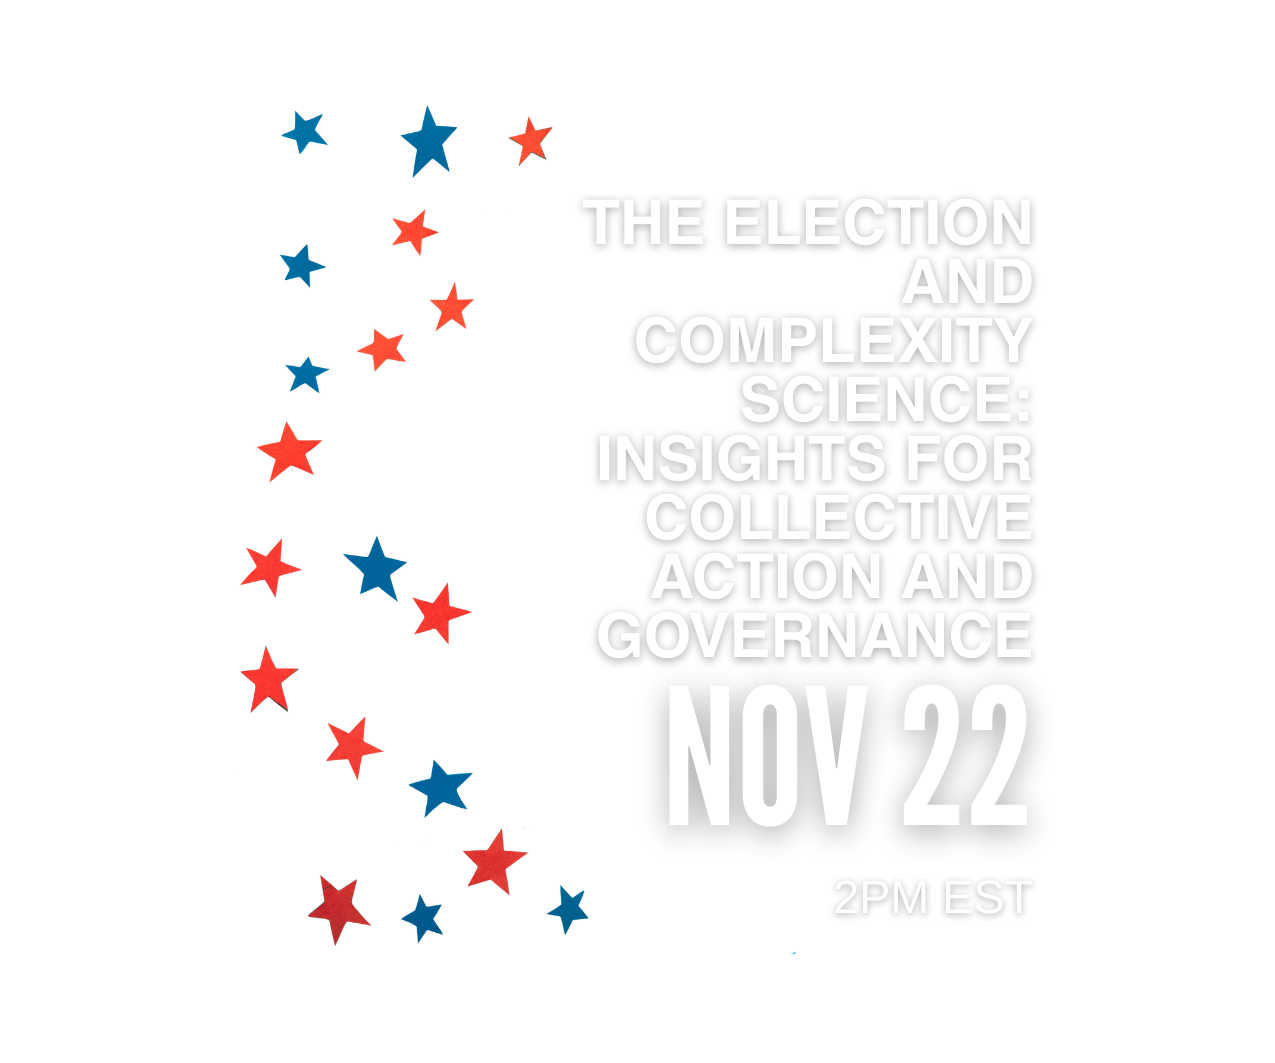 THE ELECTION
AND
COMPLEXITY
SCIENCE:
INSIGHTS FOR
COLLECTIVE
ACTION AND
GOVERNANCE
NOV 22
2PM EST